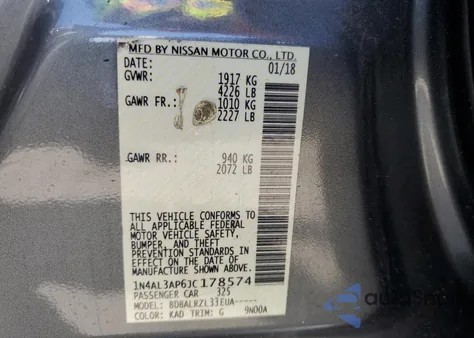 MFD BY NISSAN MOTOR CO., LTD.
DATE: 01/18
GVWR: 1917 KG
4226 LB
GAWR FR.: 1010 KG
2227 LB
GAWR RR.: 940 KG
2072 LB
THIS VEHICLE CONFORMS TO
ALL APPLICABLE FEDERAL
MOTOR VEHICLE SAFETY,
BUMPER, AND THEFT
PREVENTION STANDARDS IN
EFFECT ON THE DATE OF
MANUFACTURE SHOWN ABOVE.
1N4AL3AP6JC178574
PASSENGER CAR 325
BDBALRZL33EUA-----
COLOR: KAD TRIM: G 9N00A